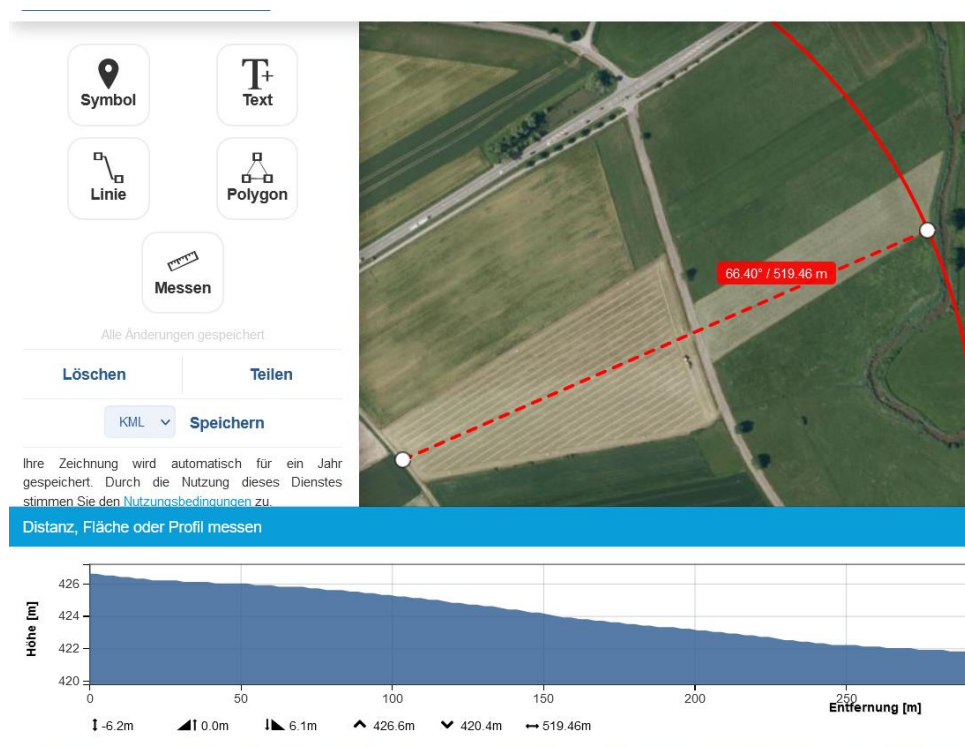 Symbol
Text
Linie
Polygon
Messen
Alle Änderungen gespeichert
Löschen
Teilen
KML
Speichern
Ihre Zeichnung wird automatisch für ein Jahr
gespeichert. Durch die Nutzung dieses Dienstes
stimmen Sie den Nutzungsbedingungen zu.
66.40° / 519.46 m
Distanz, Fläche oder Profil messen
Höhe [m]
426
424
422
420
0
50
100
150
200
250
Entfernung [m]
-6.2m
0.0m
6.1m
426.6m
420.4m
519.46m